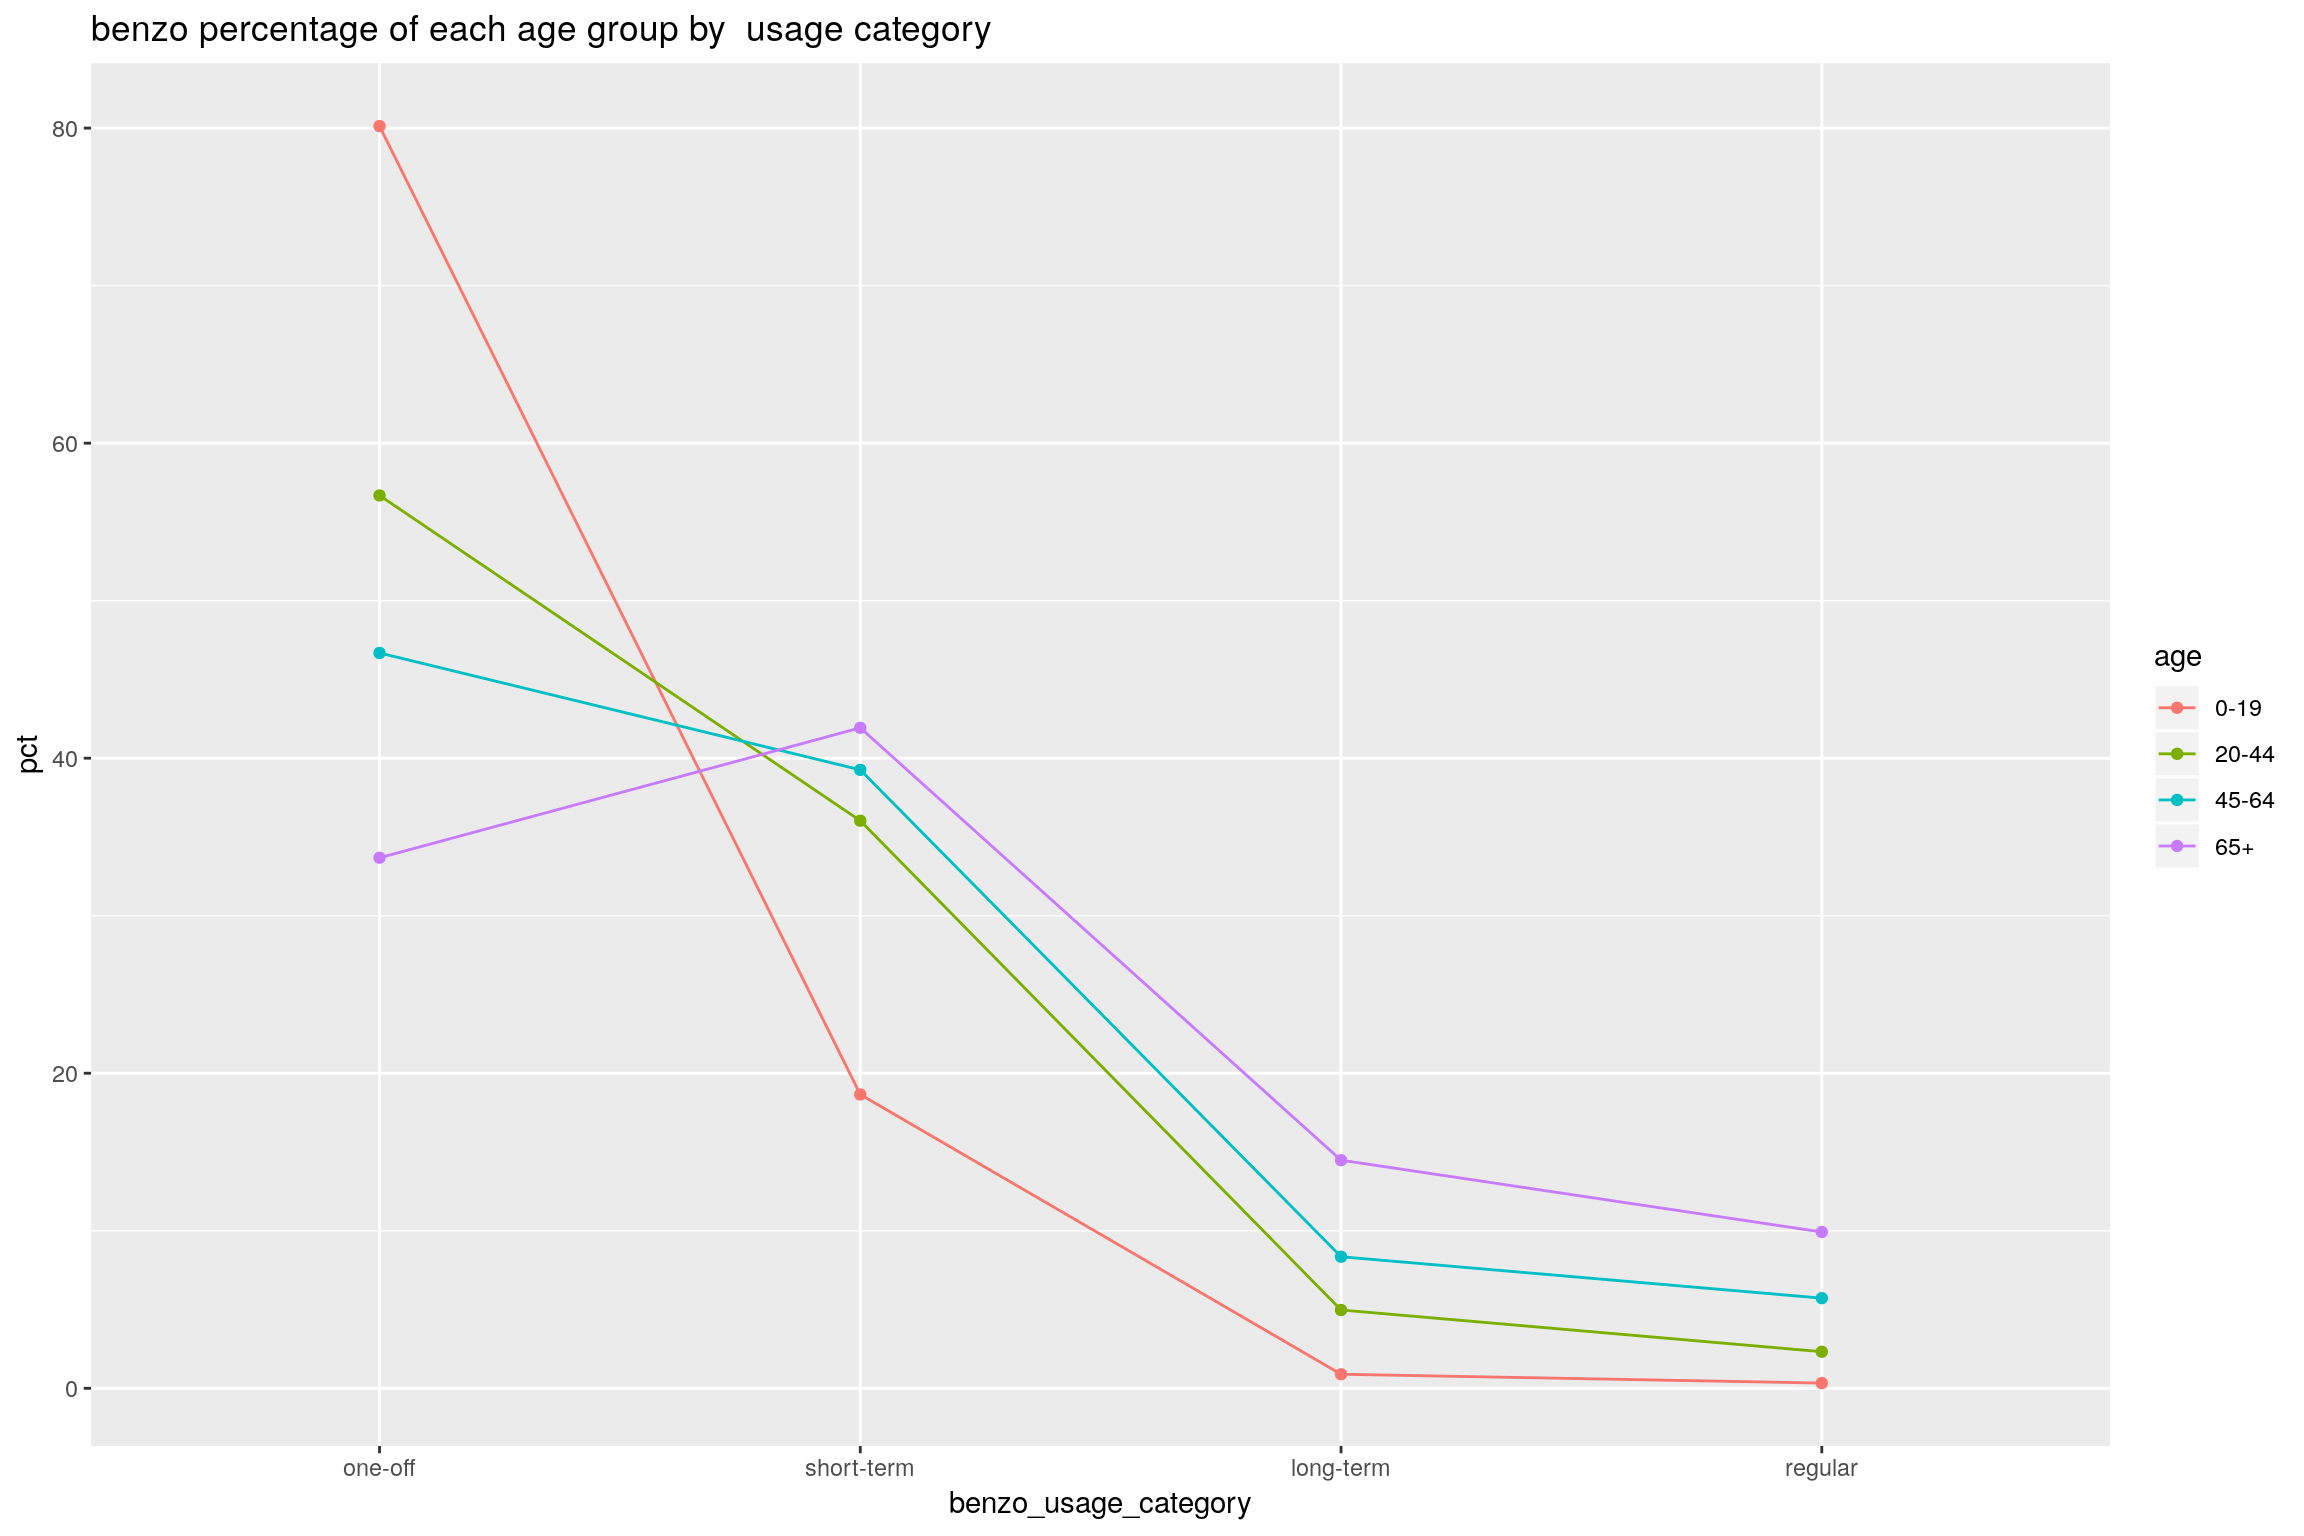 benzo percentage of each age group by  usage category
pct
80
60
40
20
0
one-off short-term long-term regular
benzo_usage_category
age
0-19
20-44
45-64
65+